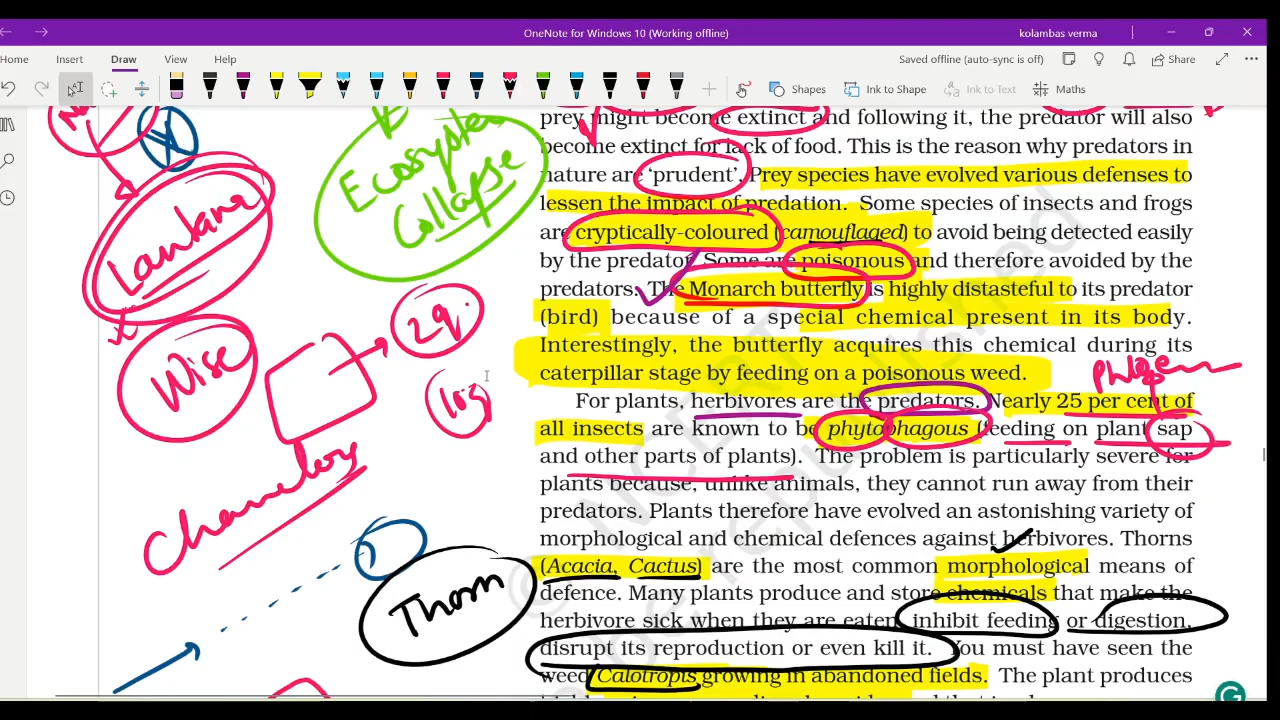 OneNote for Windows 10 (Working offline)
kolambas verma
Home Insert Draw View Help
Saved offline (auto-sync is off)
Share
Shapes
Ink to Shape
Ink to Text
Maths
prey might become extinct and following it, the predator will also
become extinct for lack of food. This is the reason why predators in
nature are ‘prudent’. Prey species have evolved various defenses to
lessen the impact of predation. Some species of insects and frogs
are cryptically-coloured (camouflaged) to avoid being detected easily
by the predator. Some are poisonous and therefore avoided by the
predators. The Monarch butterfly is highly distasteful to its predator
(bird) because of a special chemical present in its body.
Interestingly, the butterfly acquires this chemical during its
caterpillar stage by feeding on a poisonous weed.
For plants, herbivores are the predators. Nearly 25 per cent of
all insects are known to be phytophagous (feeding on plant sap
and other parts of plants). The problem is particularly severe for
plants because, unlike animals, they cannot run away from their
predators. Plants therefore have evolved an astonishing variety of
morphological and chemical defences against herbivores. Thorns
(Acacia, Cactus) are the most common morphological means of
defence. Many plants produce and store chemicals that make the
herbivore sick when they are eaten, inhibit feeding or digestion,
disrupt its reproduction or even kill it. You must have seen the
weed Calotropis growing in abandoned fields. The plant produces
Ecosystem
Collapse
Lantana
Wise
Thorn